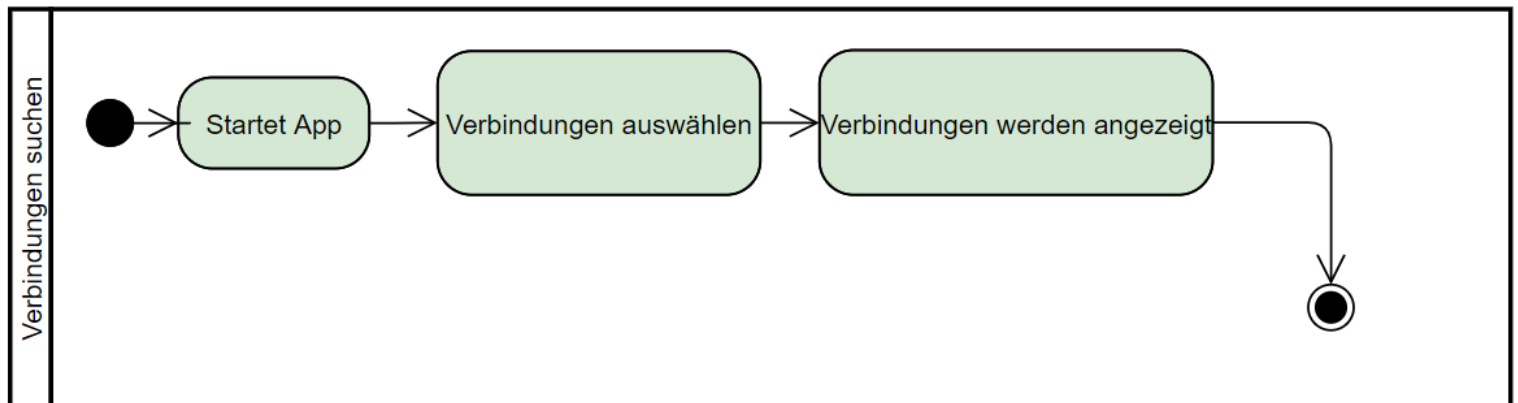 Verbindungen suchen
Startet App
Verbindungen auswählen
Verbindungen werden angezeigt